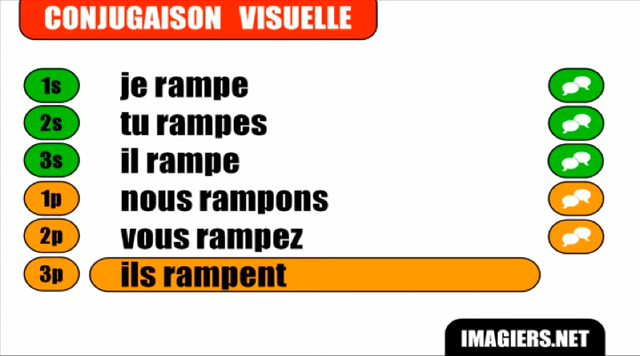 CONJUGAISON VISUELLE
1s je rampe
2s tu rampes
3s il rampe
1p nous rampons
2p vous rampez
3p ils rampent
IMAGIERS.NET